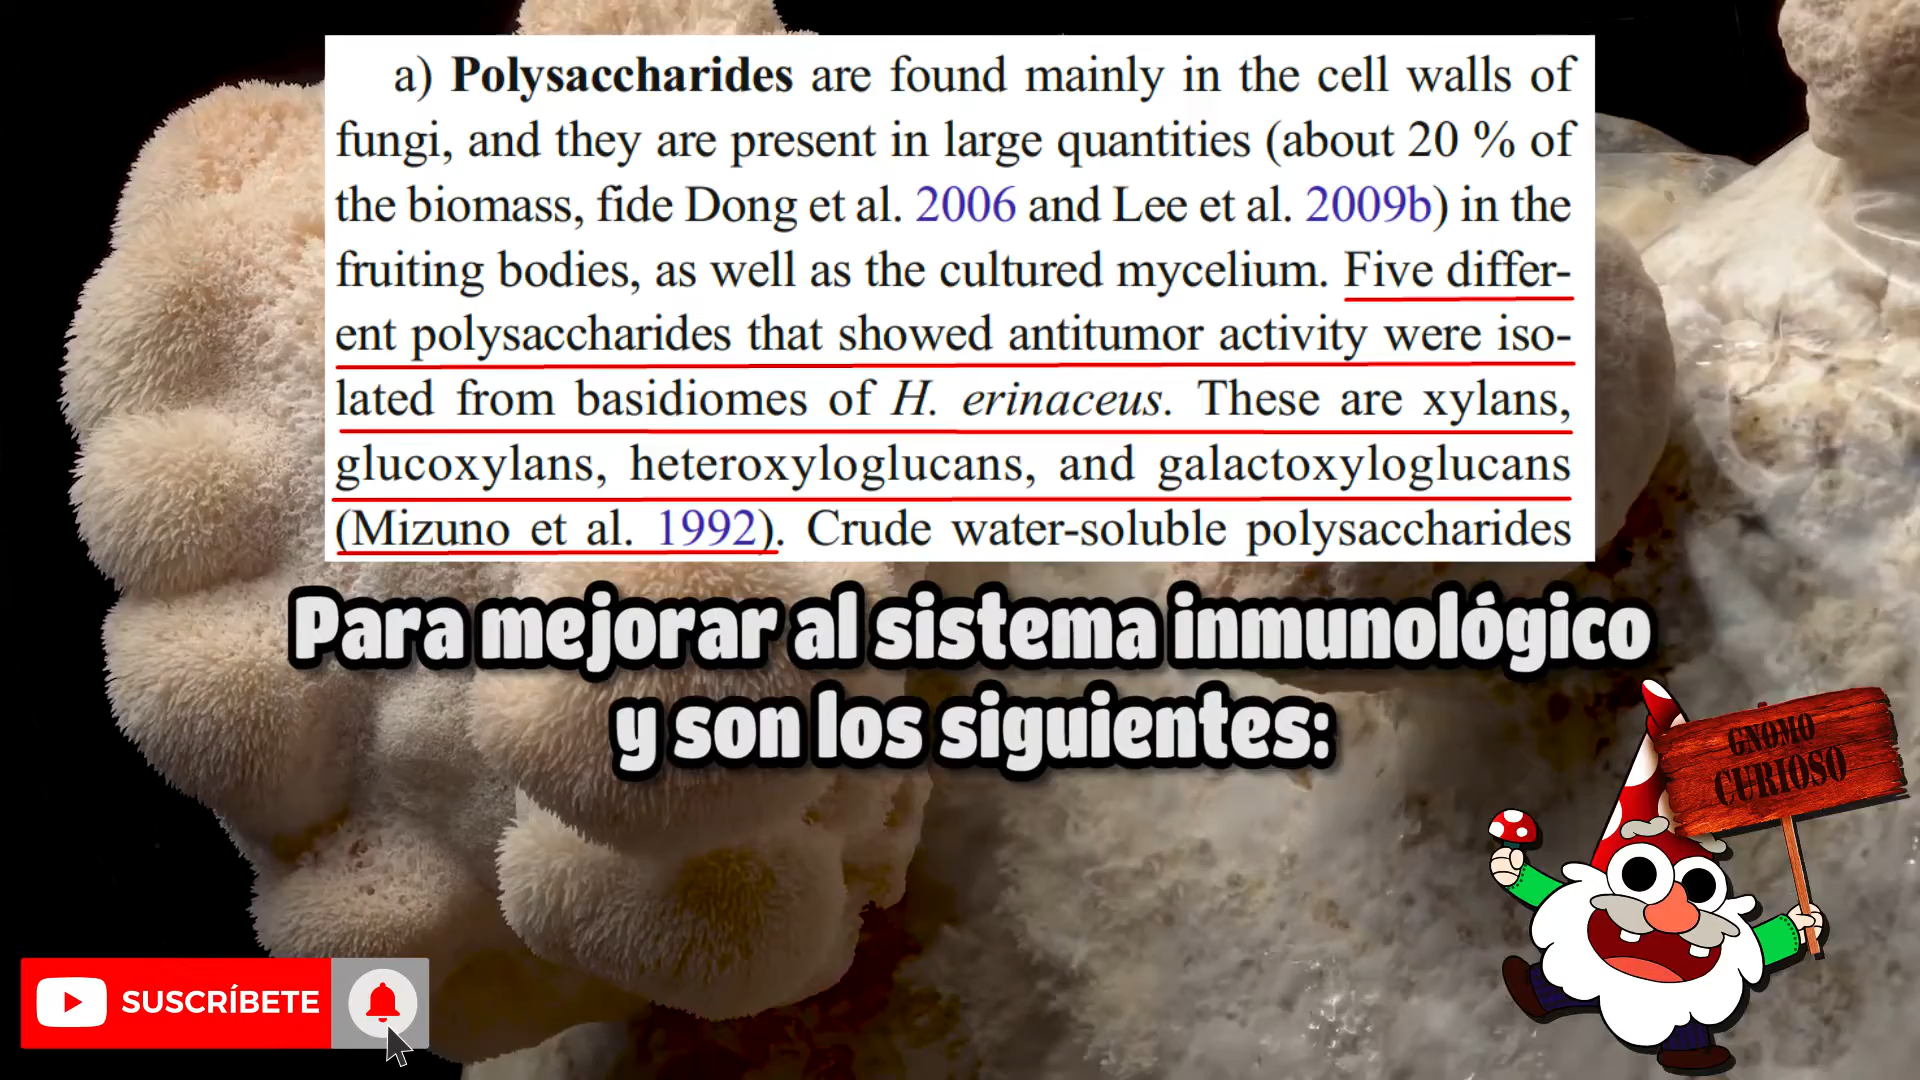 a) Polysaccharides are found mainly in the cell walls of
fungi, and they are present in large quantities (about 20 % of
the biomass, fide Dong et al. 2006 and Lee et al. 2009b) in the
fruiting bodies, as well as the cultured mycelium. Five differ-
ent polysaccharides that showed antitumor activity were iso-
lated from basidiomes of H. erinaceus. These are xylans,
glucoxylans, heteroxyloglucans, and galactoxyloglucans
(Mizuno et al. 1992). Crude water-soluble polysaccharides
Para mejorar al sistema inmunológico
y son los siguientes:
GNOMO
CURIOSO
SUSCRÍBETE